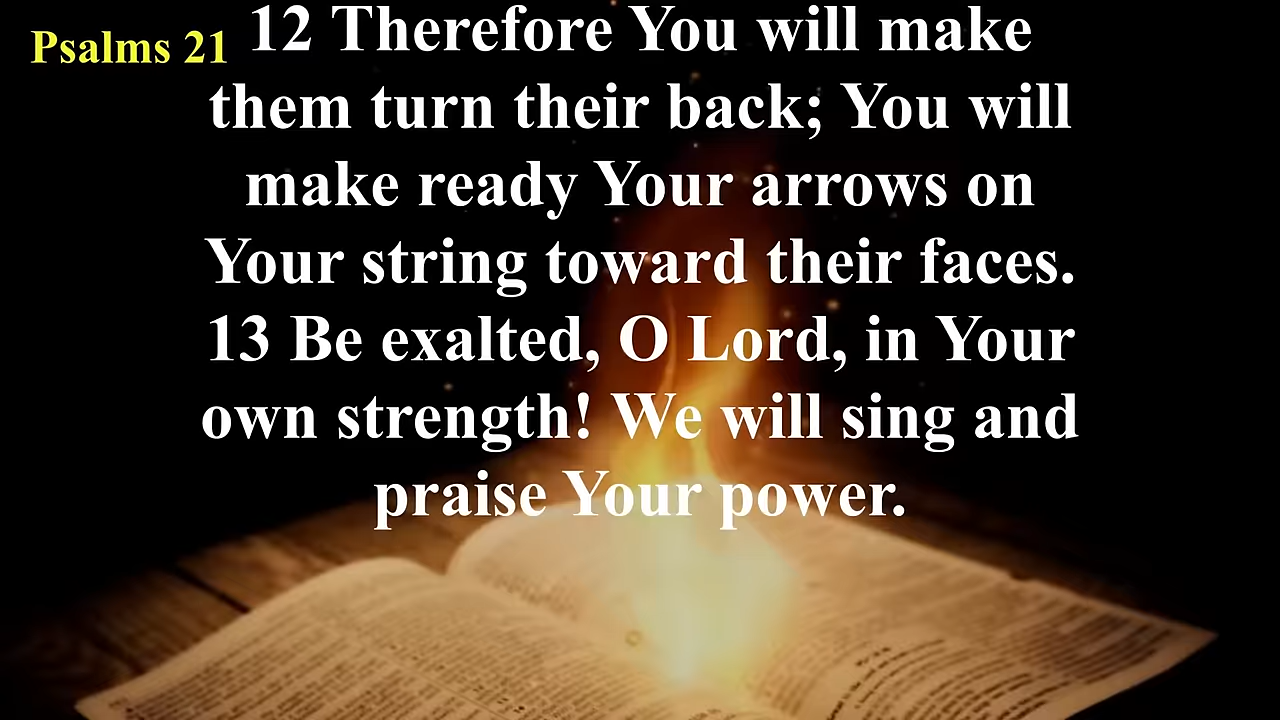 Psalms 21
12 Therefore You will make
them turn their back; You will
make ready Your arrows on
Your string toward their faces.
13 Be exalted, O Lord, in Your
own strength! We will sing and
praise Your power.